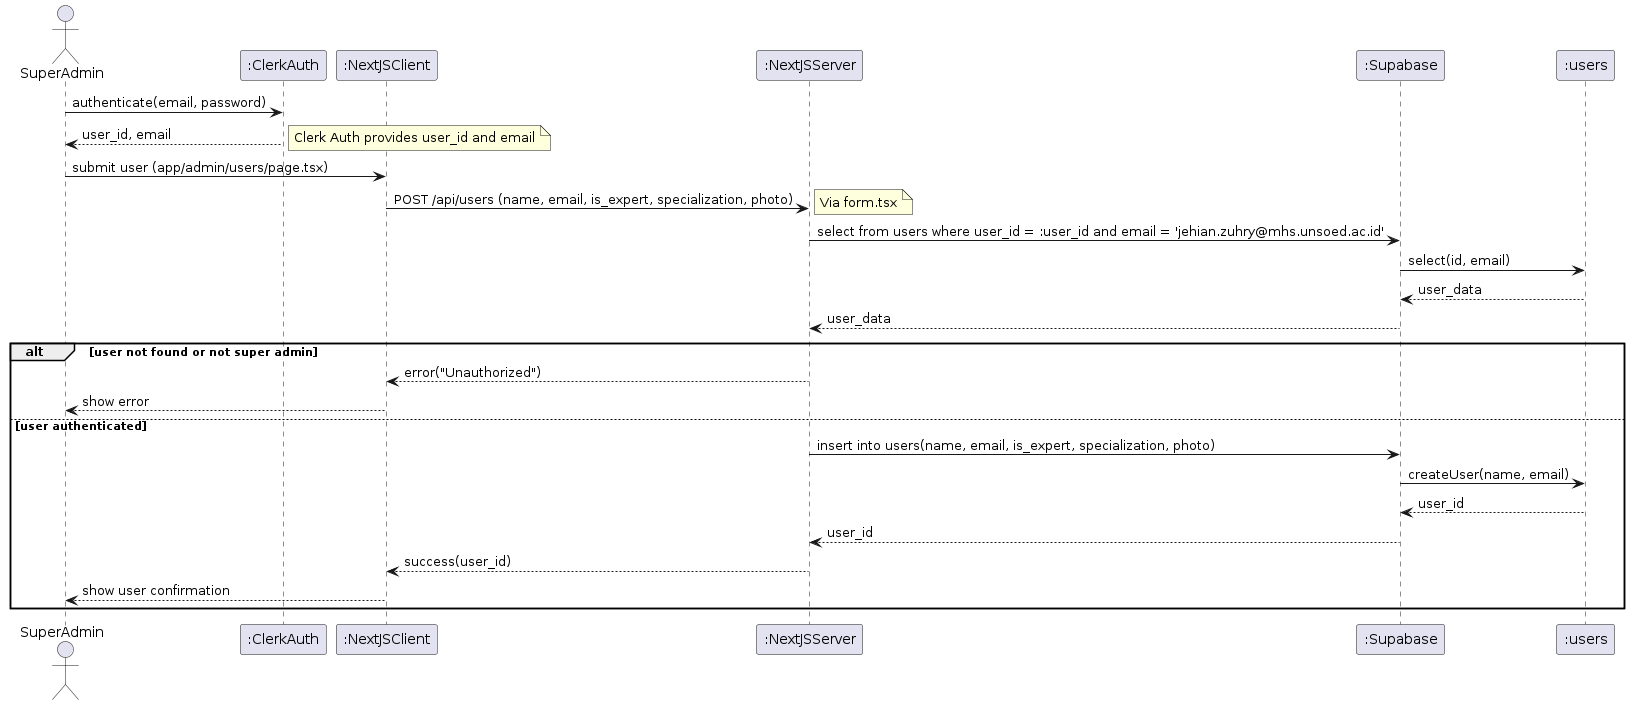 SuperAdmin
:ClerkAuth
:NextJSClient
:NextJSServer
:Supabase
:users
authenticate(email, password)
user_id, email
Clerk Auth provides user_id and email
submit user (app/admin/users/page.tsx)
POST /api/users (name, email, is_expert, specialization, photo)
Via form.tsx
select from users where user_id = :user_id and email = 'jehian.zuhry@mhs.unsoed.ac.id'
select(id, email)
user_data
user_data
alt [user not found or not super admin]
error("Unauthorized")
show error
[user authenticated]
insert into users(name, email, is_expert, specialization, photo)
createUser(name, email)
user_id
user_id
success(user_id)
show user confirmation
SuperAdmin
:ClerkAuth
:NextJSClient
:NextJSServer
:Supabase
:users